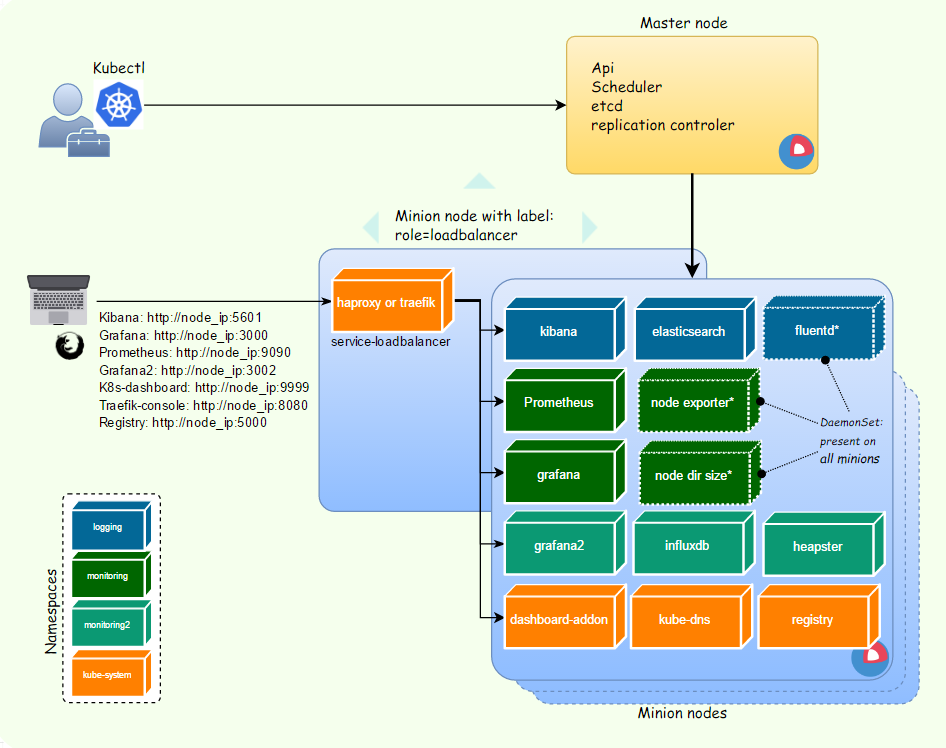 Master node
Kubectl
Api
Scheduler
etcd
replication controler
Minion node with label:
role=loadbalancer
haproxy or traefik
service-loadbalancer
Kibana: http://node_ip:5601
Grafana: http://node_ip:3000
Prometheus: http://node_ip:9090
Grafana2: http://node_ip:3002
K8s-dashboard: http://node_ip:9999
Traefik-console: http://node_ip:8080
Registry: http://node_ip:5000
kibana
elasticsearch
fluentd*
Prometheus
node exporter*
DaemonSet:
present on
all minions
grafana
node dir size*
grafana2
influxdb
heapster
dashboard-addon
kube-dns
registry
Minion nodes
Namespaces
logging
monitoring
monitoring2
kube-system